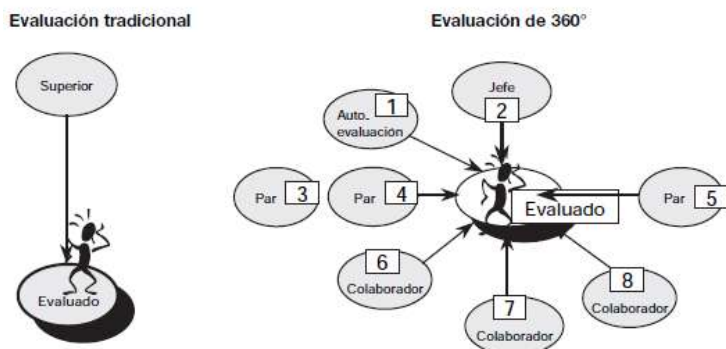 Evaluación tradicional
Evaluación de 360°
Superior
Evaluado
Auto-
evaluación
1
Jefe
2
Par 3
Par 4
Evaluado
Par 5
6
Colaborador
7
Colaborador
8
Colaborador